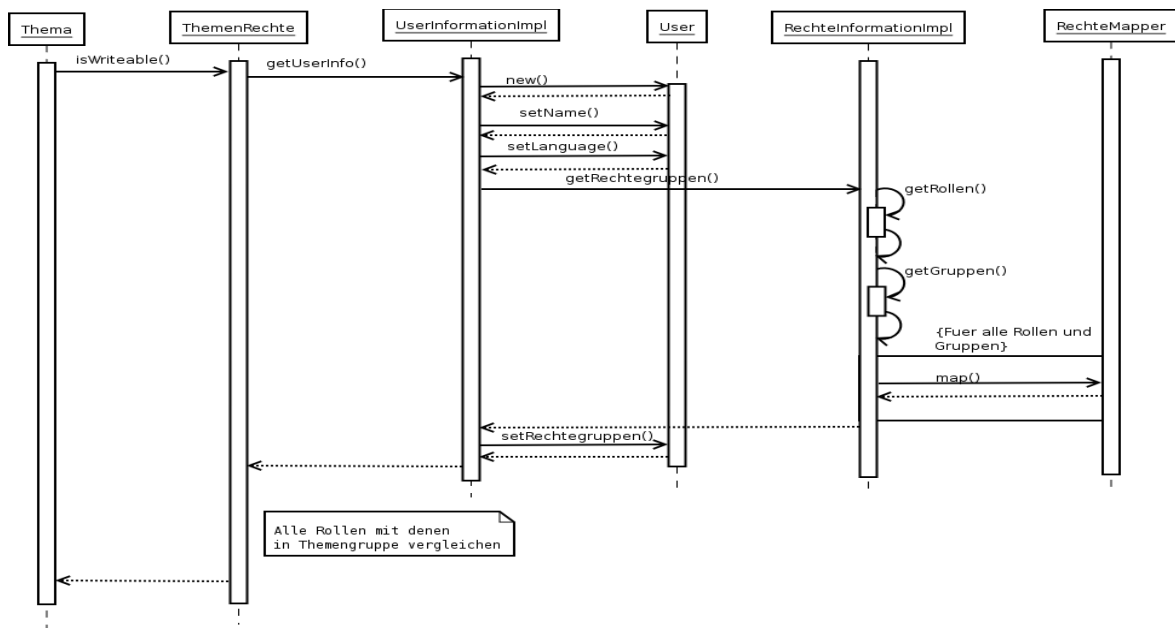 Thema
ThemenRechte
UserInformationImpl
User
RechteInformationImpl
RechteMapper
isWriteable()
getUserInfo()
new()
setName()
setLanguage()
getRechtegruppen()
getRollen()
getGruppen()
{Fuer alle Rollen und
Gruppen}
map()
setRechtegruppen()
Alle Rollen mit denen
in Themengruppe vergleichen